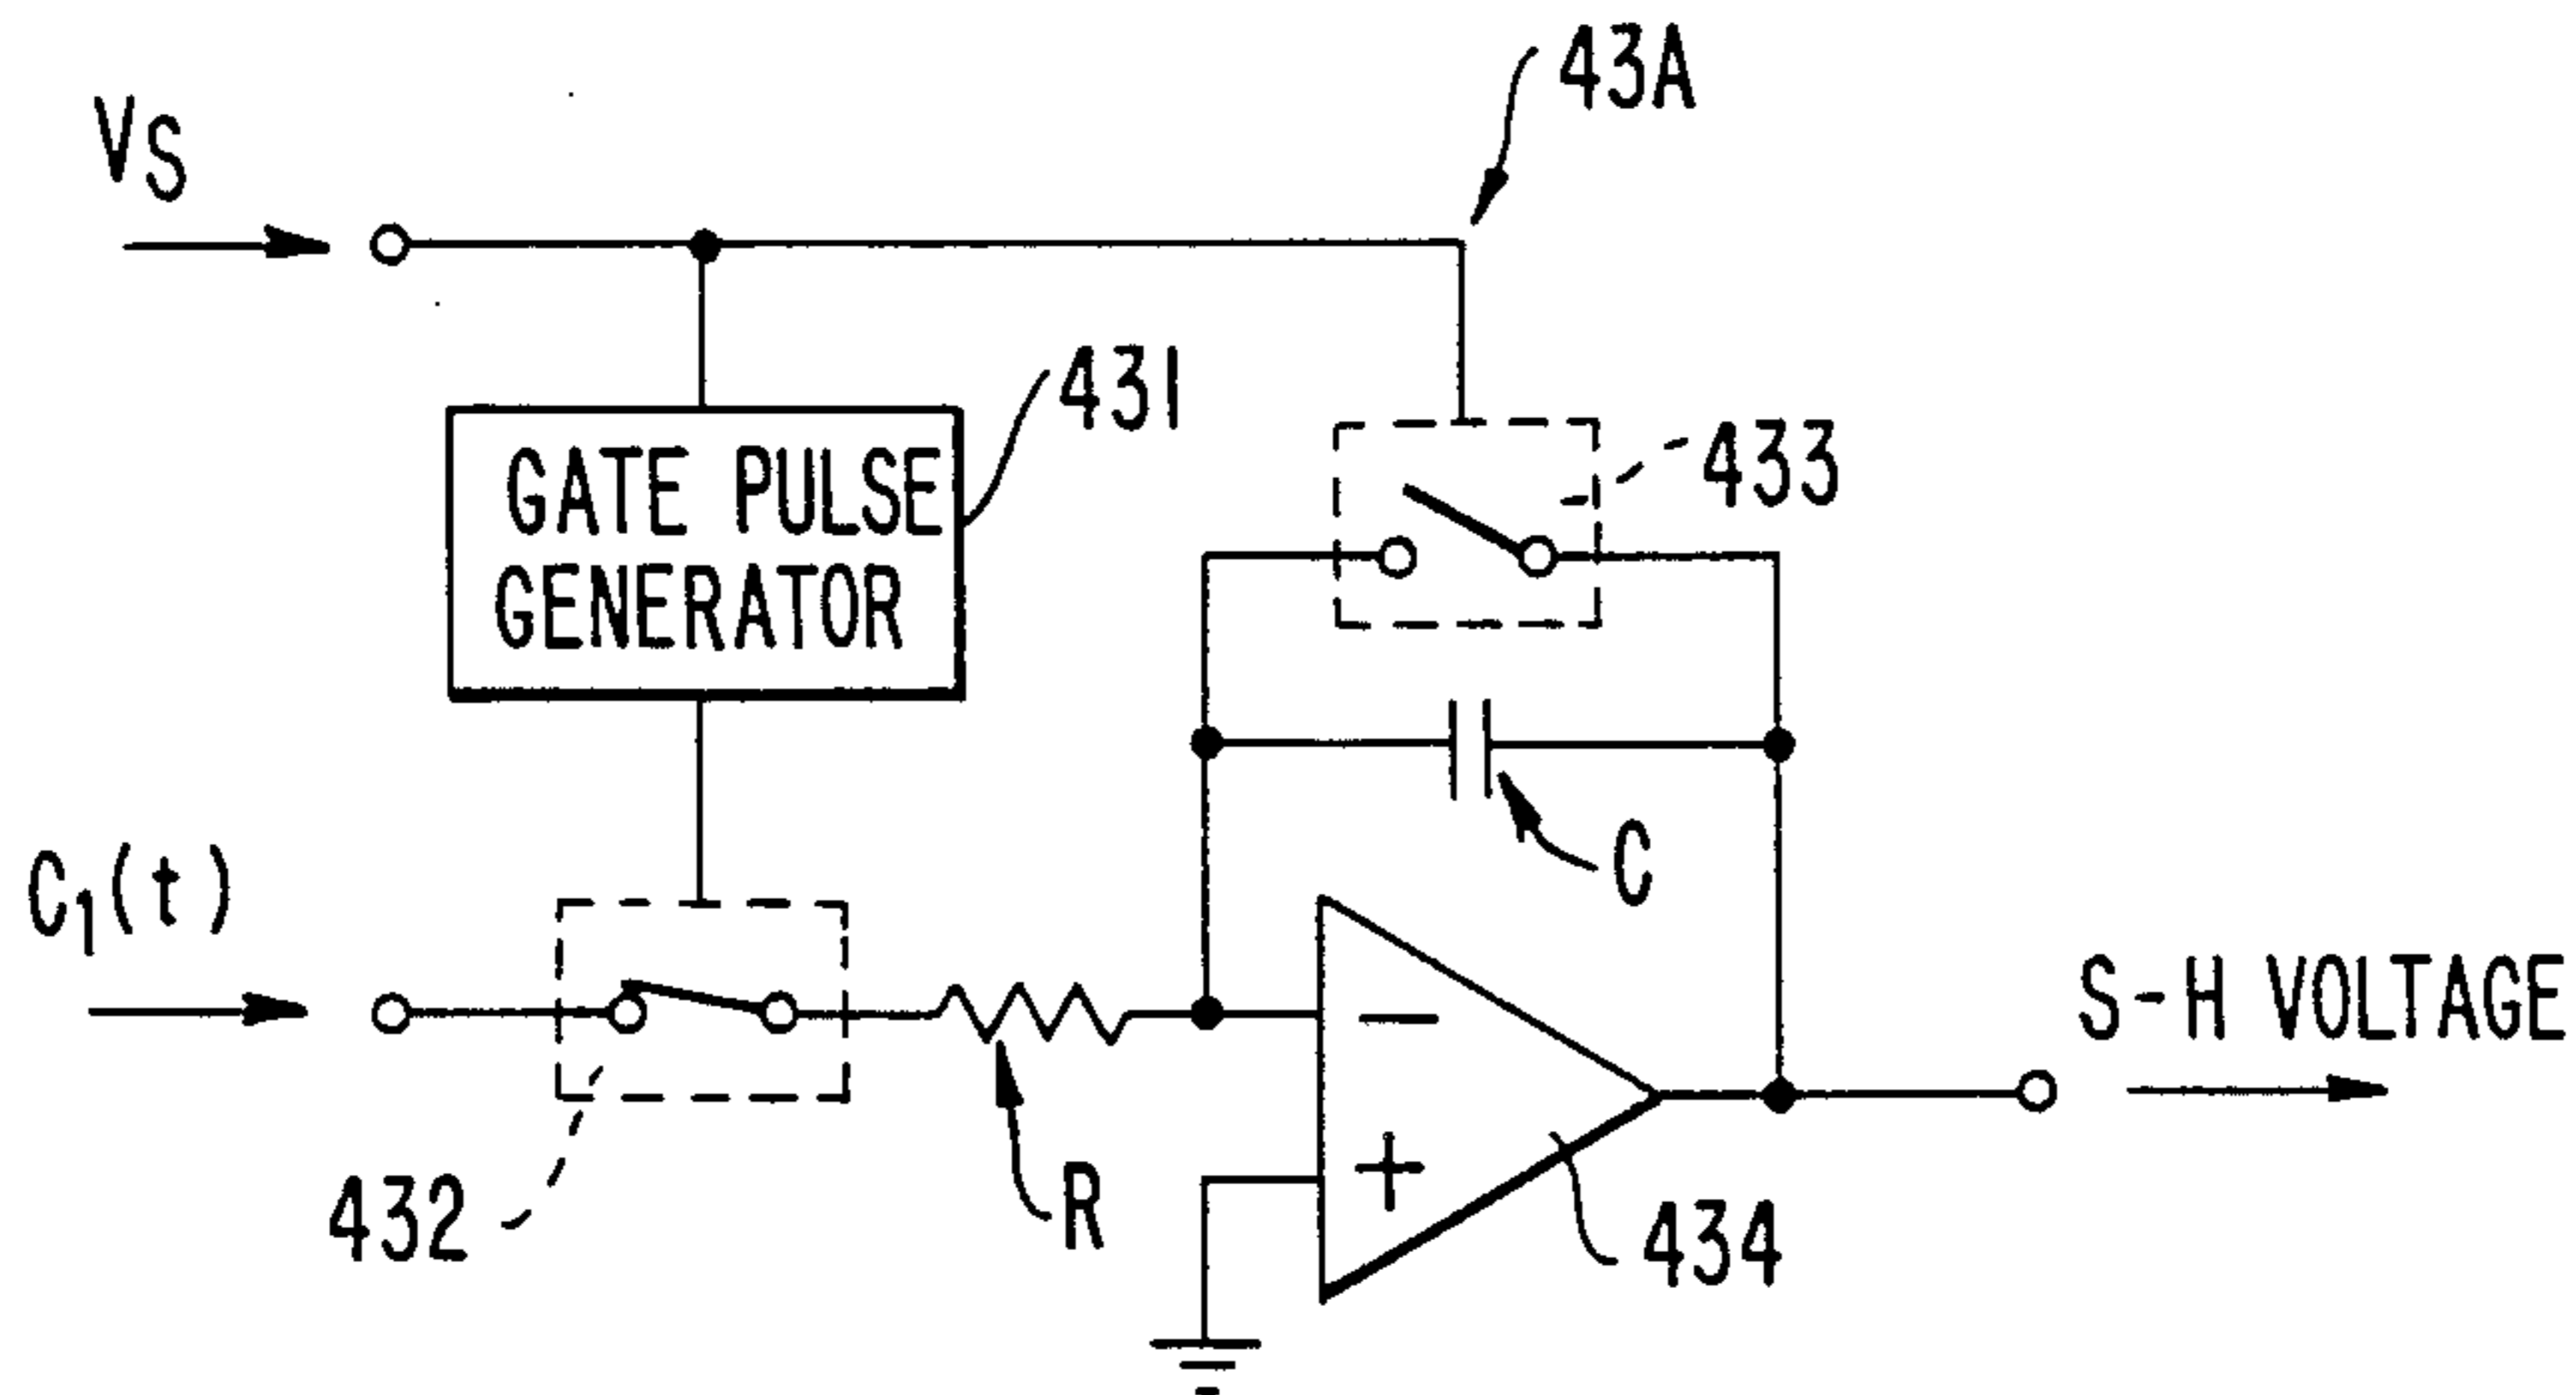 43A
VS
431
GATE PULSE
GENERATOR
433
C1(t)
C
S-H VOLTAGE
−
+
R
432
434